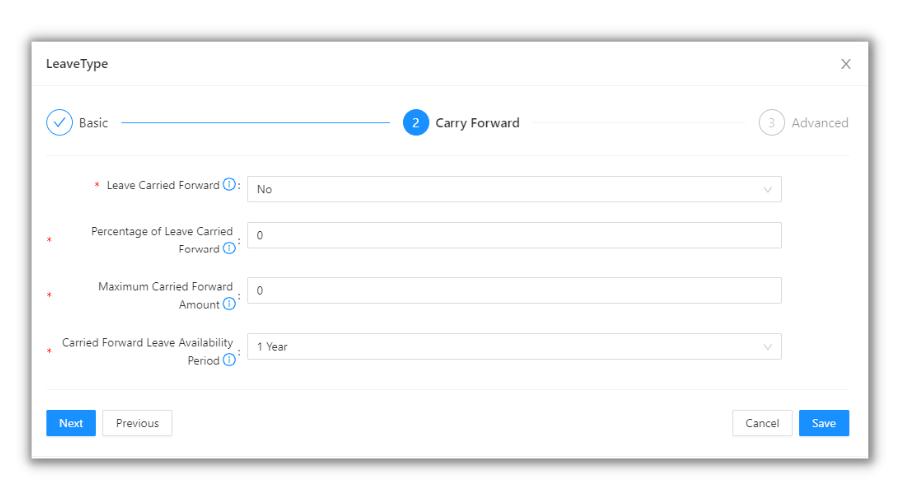 LeaveType
Basic
2 Carry Forward
3 Advanced
* Leave Carried Forward :
No
* Percentage of Leave Carried
Forward :
0
* Maximum Carried Forward
Amount :
0
* Carried Forward Leave Availability
Period :
1 Year
Next Previous Cancel Save